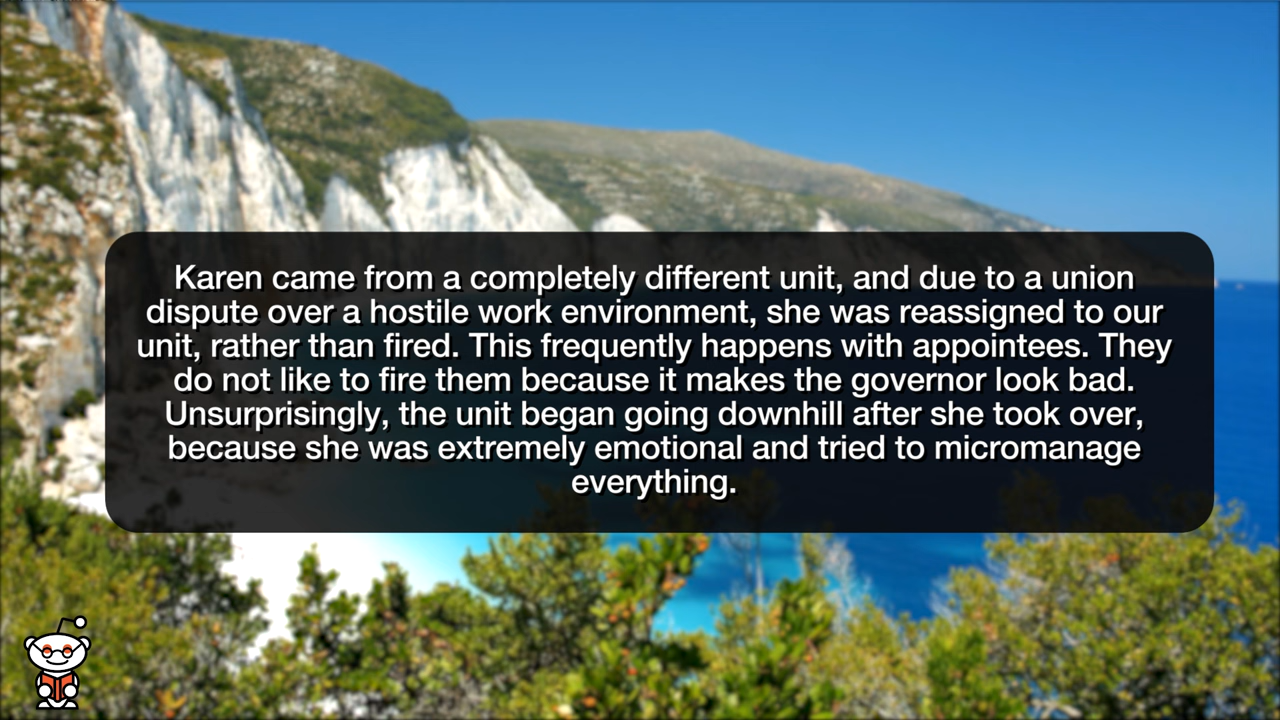 Karen came from a completely different unit, and due to a union
dispute over a hostile work environment, she was reassigned to our
unit, rather than fired. This frequently happens with appointees. They
do not like to fire them because it makes the governor look bad.
Unsurprisingly, the unit began going downhill after she took over,
because she was extremely emotional and tried to micromanage
everything.